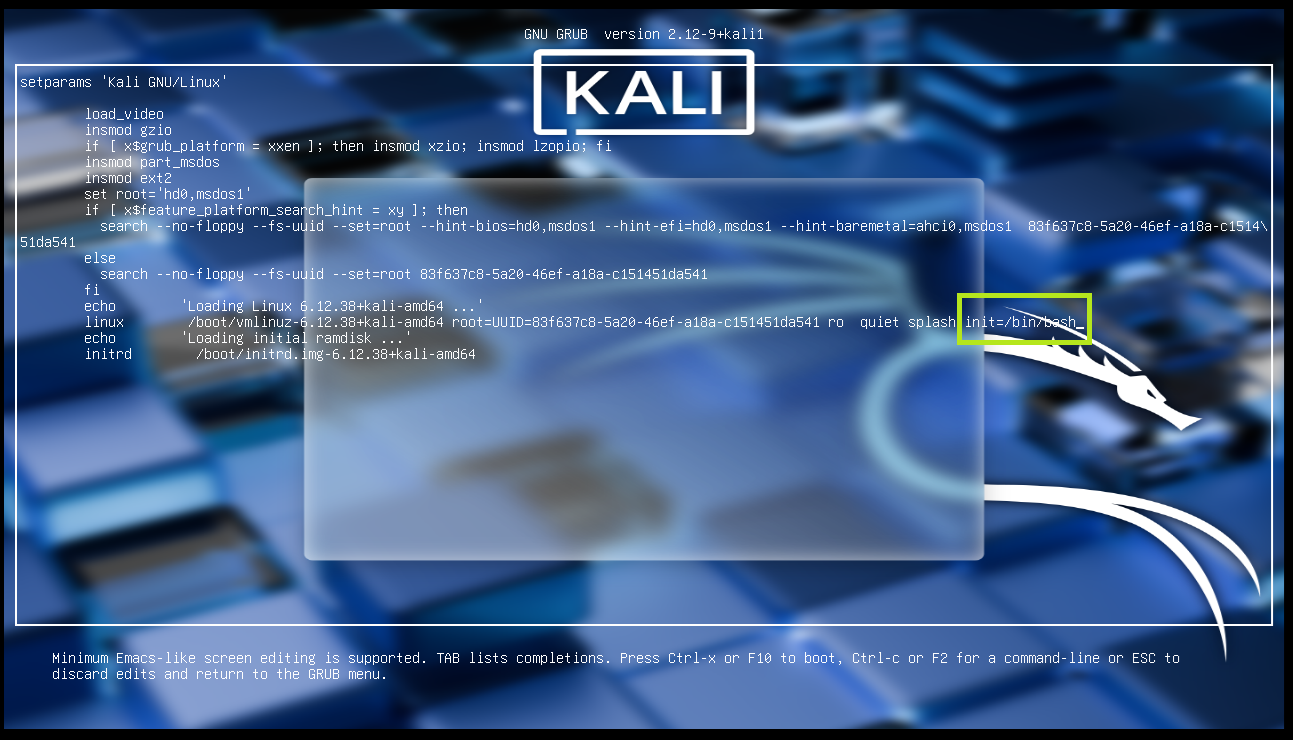 GNU GRUB  version 2.12-9+kali1
KALI
setparams 'Kali GNU/Linux'
load_video
insmod gzio
if [ x$grub_platform = xxen ]; then insmod xzio; insmod lzopio; fi
insmod part_msdos
insmod ext2
set root='hd0,msdos1'
if [ x$feature_platform_search_hint = xy ]; then
search --no-floppy --fs-uuid --set=root --hint-bios=hd0,msdos1 --hint-efi=hd0,msdos1 --hint-baremetal=ahci0,msdos1  83f637c8-5a20-46ef-a18a-c1514\
51da541
else
search --no-floppy --fs-uuid --set=root 83f637c8-5a20-46ef-a18a-c151451da541
fi
echo        'Loading Linux 6.12.38+kali-amd64 ...'
linux        /boot/vmlinuz-6.12.38+kali-amd64 root=UUID=83f637c8-5a20-46ef-a18a-c151451da541 ro  quiet splash init=/bin/bash_
echo        'Loading initial ramdisk ...'
initrd        /boot/initrd.img-6.12.38+kali-amd64
Minimum Emacs-like screen editing is supported. TAB lists completions. Press Ctrl-x or F10 to boot, Ctrl-c or F2 for a command-line or ESC to
discard edits and return to the GRUB menu.